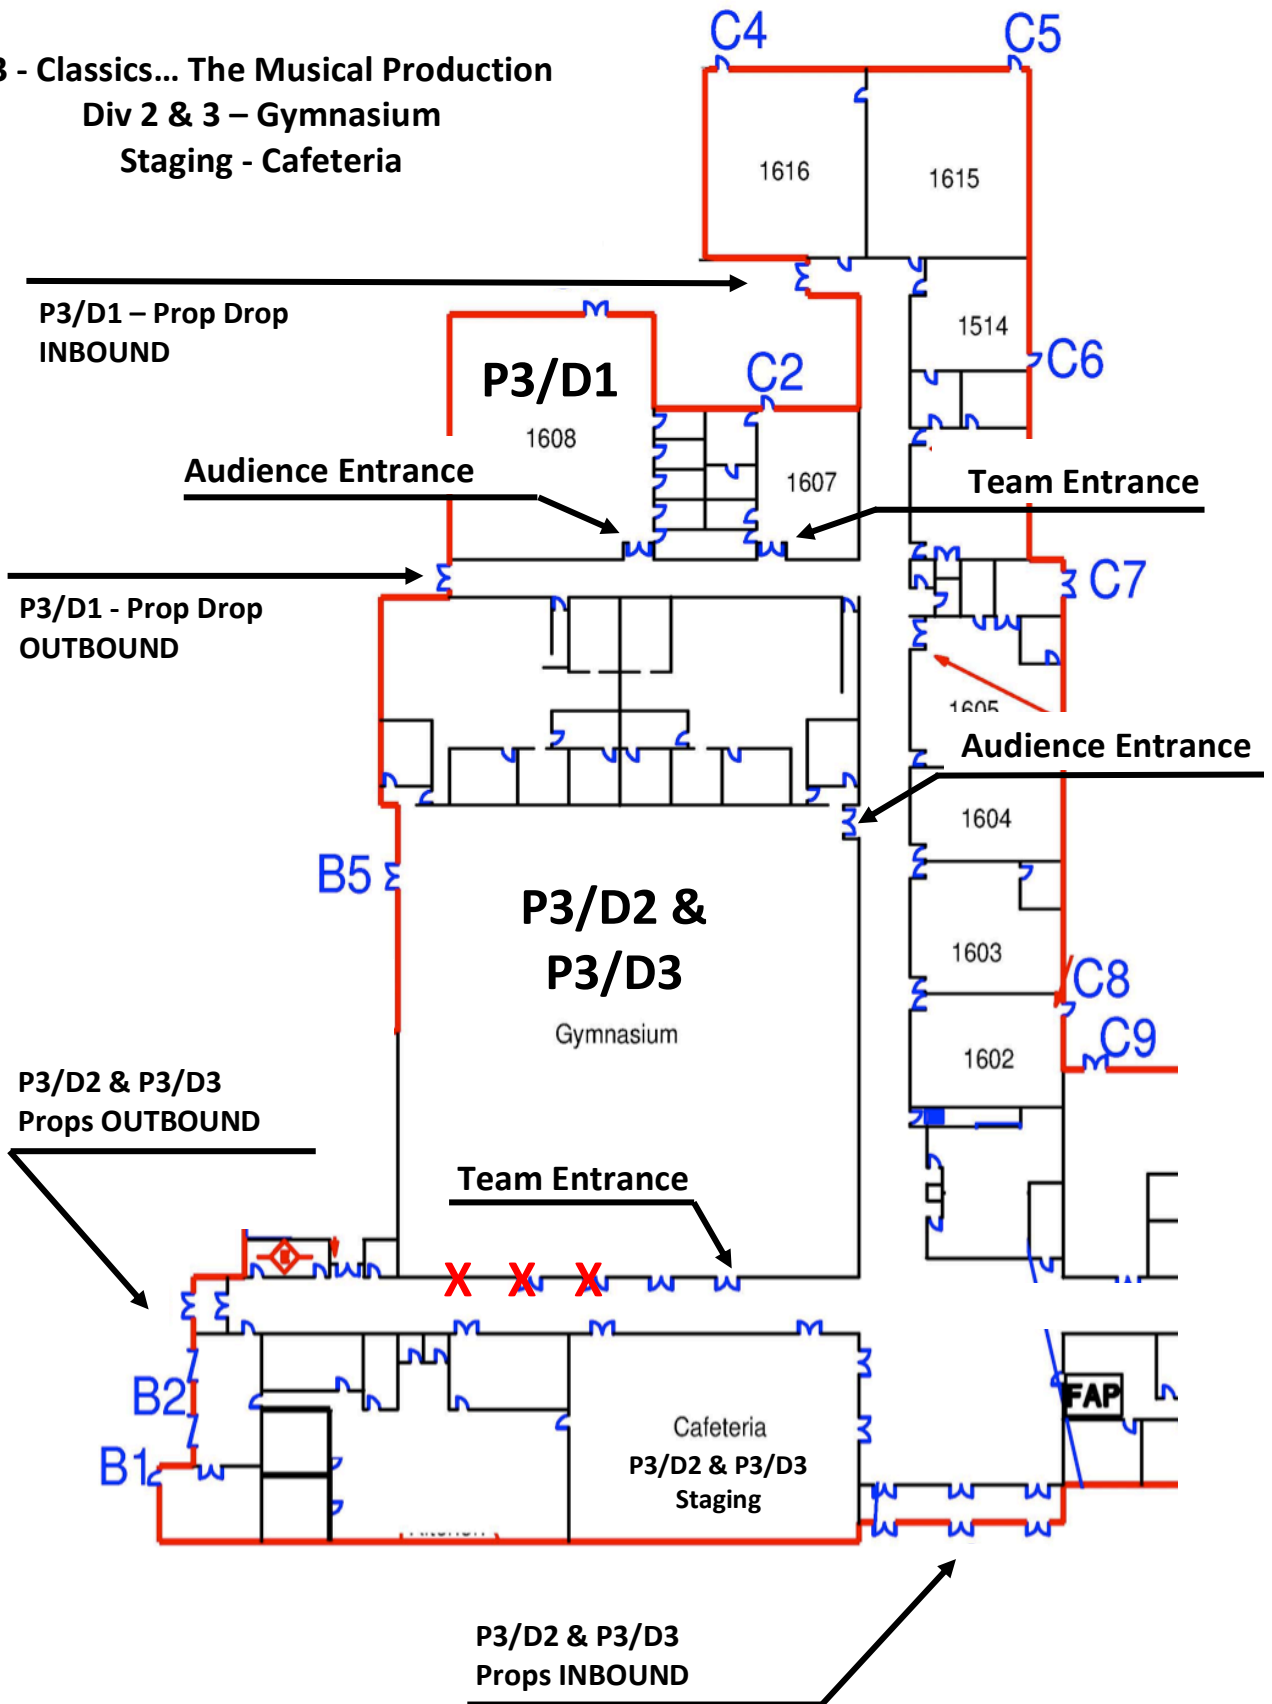 - Classics... The Musical Production
Div 2 & 3 – Gymnasium
Staging - Cafeteria
C4
C5
1616
1615
P3/D1 – Prop Drop
INBOUND
1514
C6
P3/D1
C2
1608
1607
Audience Entrance
Team Entrance
P3/D1 - Prop Drop
OUTBOUND
C7
1605
Audience Entrance
1604
B5
P3/D2 &
P3/D3
Gymnasium
1603
C8
C9
1602
P3/D2 & P3/D3
Props OUTBOUND
Team Entrance
X X X
B2
FAP
B1
Cafeteria
P3/D2 & P3/D3
Staging
P3/D2 & P3/D3
Props INBOUND